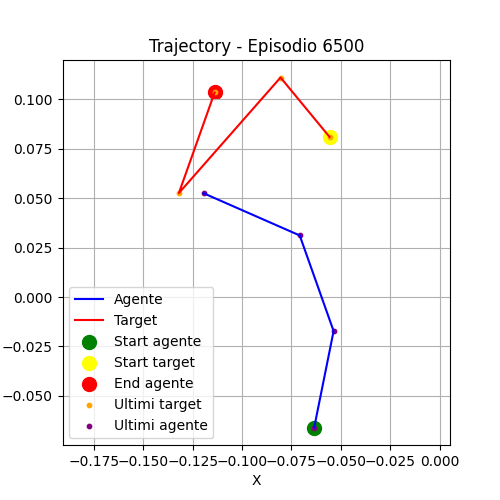 Trajectory - Episodio 6500
0.100
0.075
0.050
0.025
0.000
−0.025
−0.050
Agente
Target
Start agente
Start target
End agente
Ultimi target
Ultimi agente
−0.175 −0.150 −0.125 −0.100 −0.075 −0.050 −0.025 0.000
X